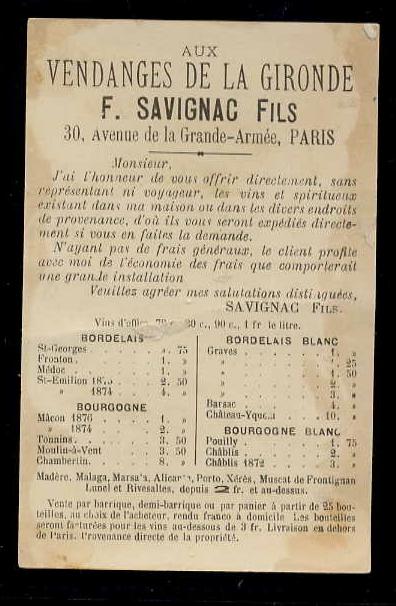 AUX
VENDANGES DE LA GIRONDE
F. SAVIGNAC FILS
30, Avenue de la Grande-Armée, PARIS
Monsieur,
J'ai l'honneur de vous offrir directement, sans
représentant ni voyageur, les vins et spiritueux
existant dans ma maison ou dans les divers endroits
de provenance, d'où ils vous seront expédiés directe-
ment si vous en faites la demande.
N'ayant pas de frais généraux, le client profite
avec moi de l'économie des frais que comporterait
une grande installation
Veuillez agréer mes salutations distinguées,
SAVIGNAC FILS.
Vins d'office, 80 c., 90 c., 1 fr le litre.
BORDELAIS
St-Georges . . . . . . » 75
Fronton. . . . . . . 1. »
Médoc . . . . . . . 1. »
St-Emilion . . . . 2. 50
» 1874 . . . . 4. »
BOURGOGNE
Mâcon 1876 . . . . . 1. »
» 1874 . . . . . 2. »
Tonnins. . . . . . . 3. 50
Moulin-à-Vent . . . . 3. 50
Chambertin. . . . . . 8. »
BORDELAIS BLANC
Graves . . . . . . . 1. »
» . . . . . . . 1. 25
» . . . . . . . 1. 50
» . . . . . . . 2. »
» . . . . . . . 3. »
Barsac . . . . . . . 4. »
Château-Yquem . . . . 10. »
BOURGOGNE BLANC
Pouilly . . . . . . . 1. 75
Châblis . . . . . . . 2. »
Châblis 1872 . . . . 3. »
Madère, Malaga, Marsala, Alicante, Porto, Xérès, Muscat de Frontignan
Lunel et Rivesalles, depuis 2 fr. et au-dessus.
Vente par barrique, demi-barrique ou par panier à partir de 25 bou-
teilles, au choix de l'acheteur, rendu franco à domicile. Les bouteilles
seront facturées pour les vins au-dessous de 3 fr. Livraison en dehors
de Paris. Provenance directe de la propriété.